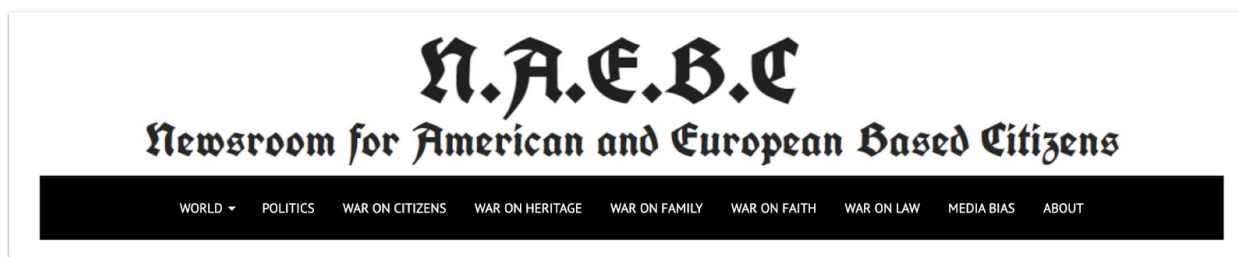 N.A.E.B.C
Newsroom for American and European Based Citizens
WORLD POLITICS WAR ON CITIZENS WAR ON HERITAGE WAR ON FAMILY WAR ON FAITH WAR ON LAW MEDIA BIAS ABOUT